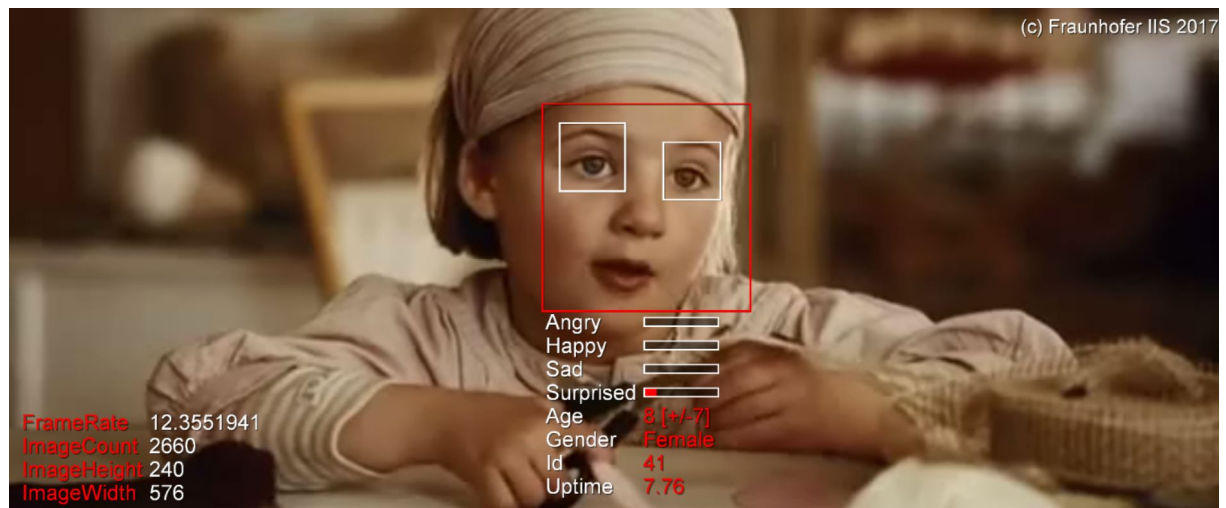 (c) Fraunhofer IIS 2017
Angry
Happy
Sad
Surprised
Age 8 [+/-7]
Gender Female
Id 41
Uptime 7.76
FrameRate 12.3551941
ImageCount 2660
ImageHeight 240
ImageWidth 576